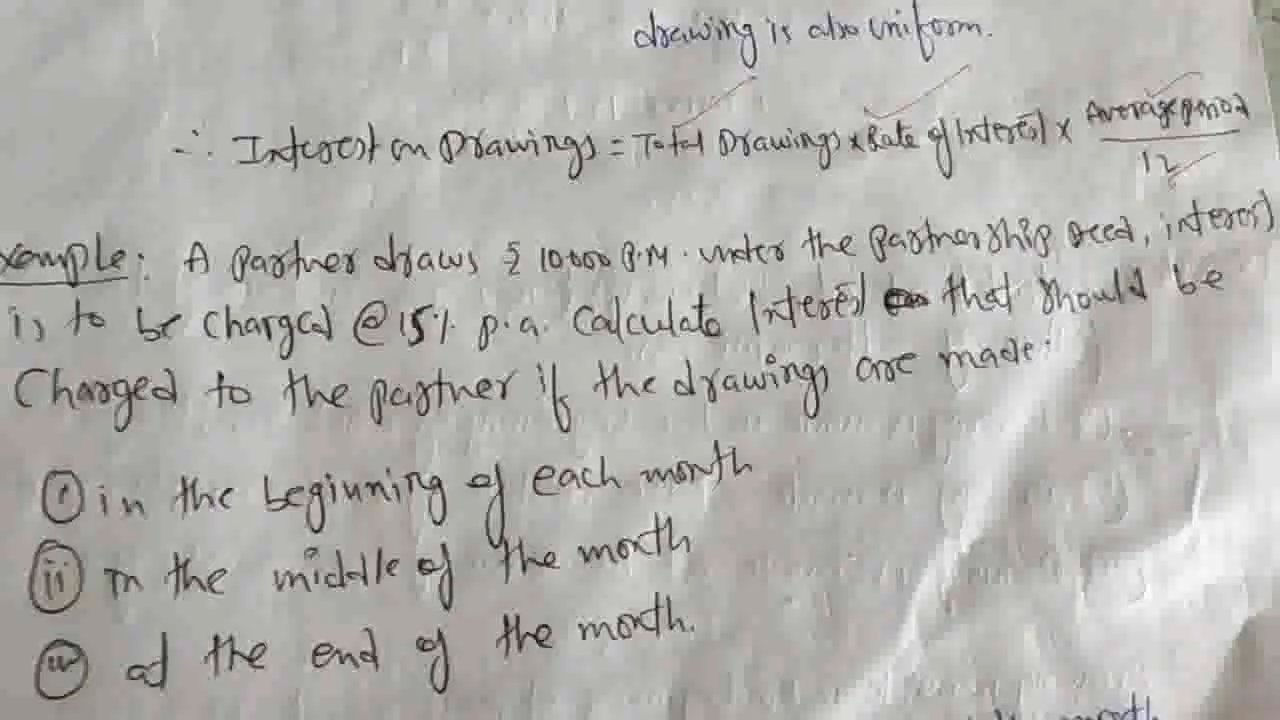 drawing is also uniform.
∴ Interest on Drawings = Total Drawings x Rate of Interest x Average period
12
xample: A partner draws ₹ 10000 P.M. under the partnership deed, interest
is to be charged @ 15% p.a. Calculate Interest that should be
Charged to the partner if the drawings are made:
(i) in the beginning of each month
(ii) in the middle of the month
(iii) at the end of the month.
month